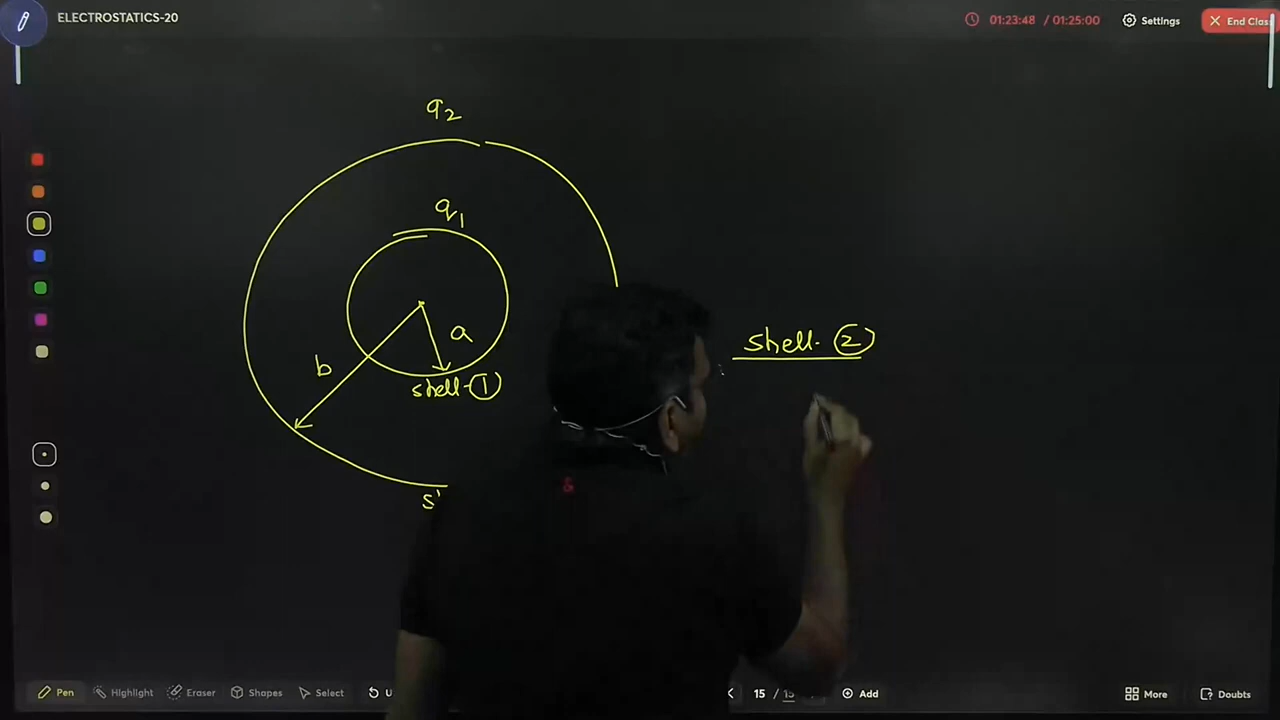 ELECTROSTATICS-20
01:23:48 / 01:25:00
Settings
End Clas
q2
q1
a
b
shell-①
shell-②
Pen
Highlight
Eraser
Shapes
Select
U
15 / 15
Add
More
Doubts